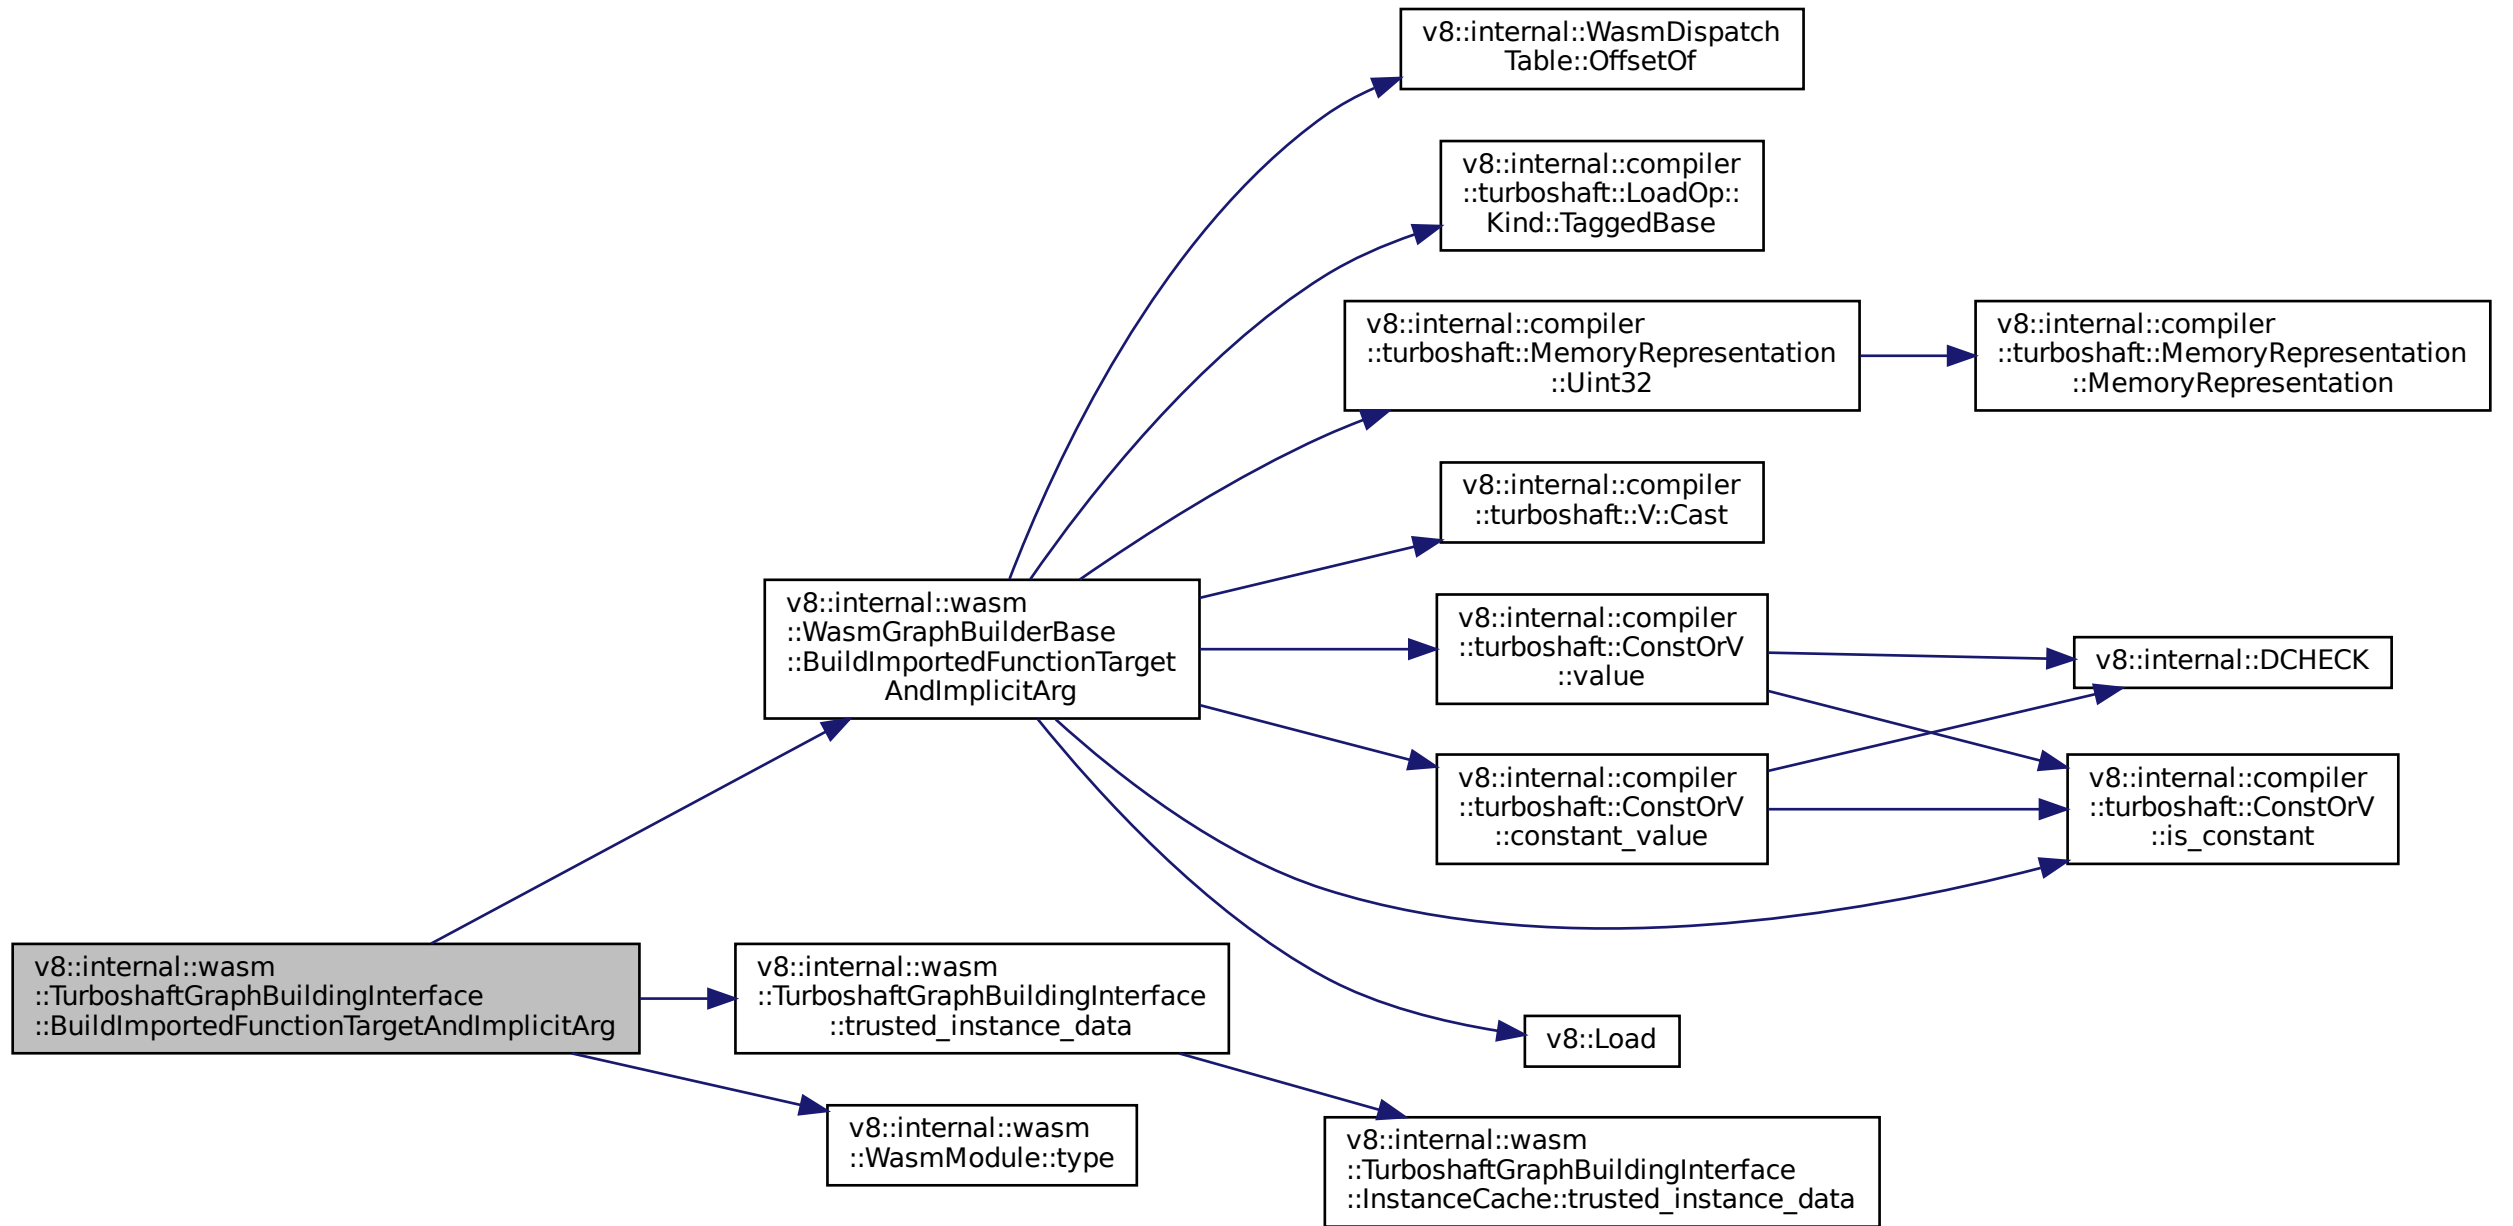 v8::internal::WasmDispatch
Table::OffsetOf
v8::internal::compiler
::turboshaft::LoadOp::
Kind::TaggedBase
v8::internal::compiler
::turboshaft::MemoryRepresentation
::Uint32
v8::internal::compiler
::turboshaft::MemoryRepresentation
::MemoryRepresentation
v8::internal::compiler
::turboshaft::V::Cast
v8::internal::wasm
::WasmGraphBuilderBase
::BuildImportedFunctionTarget
AndImplicitArg
v8::internal::compiler
::turboshaft::ConstOrV
::value
v8::internal::DCHECK
v8::internal::compiler
::turboshaft::ConstOrV
::constant_value
v8::internal::compiler
::turboshaft::ConstOrV
::is_constant
v8::internal::wasm
::TurboshaftGraphBuildingInterface
::BuildImportedFunctionTargetAndImplicitArg
v8::internal::wasm
::TurboshaftGraphBuildingInterface
::trusted_instance_data
v8::Load
v8::internal::wasm
::WasmModule::type
v8::internal::wasm
::TurboshaftGraphBuildingInterface
::InstanceCache::trusted_instance_data